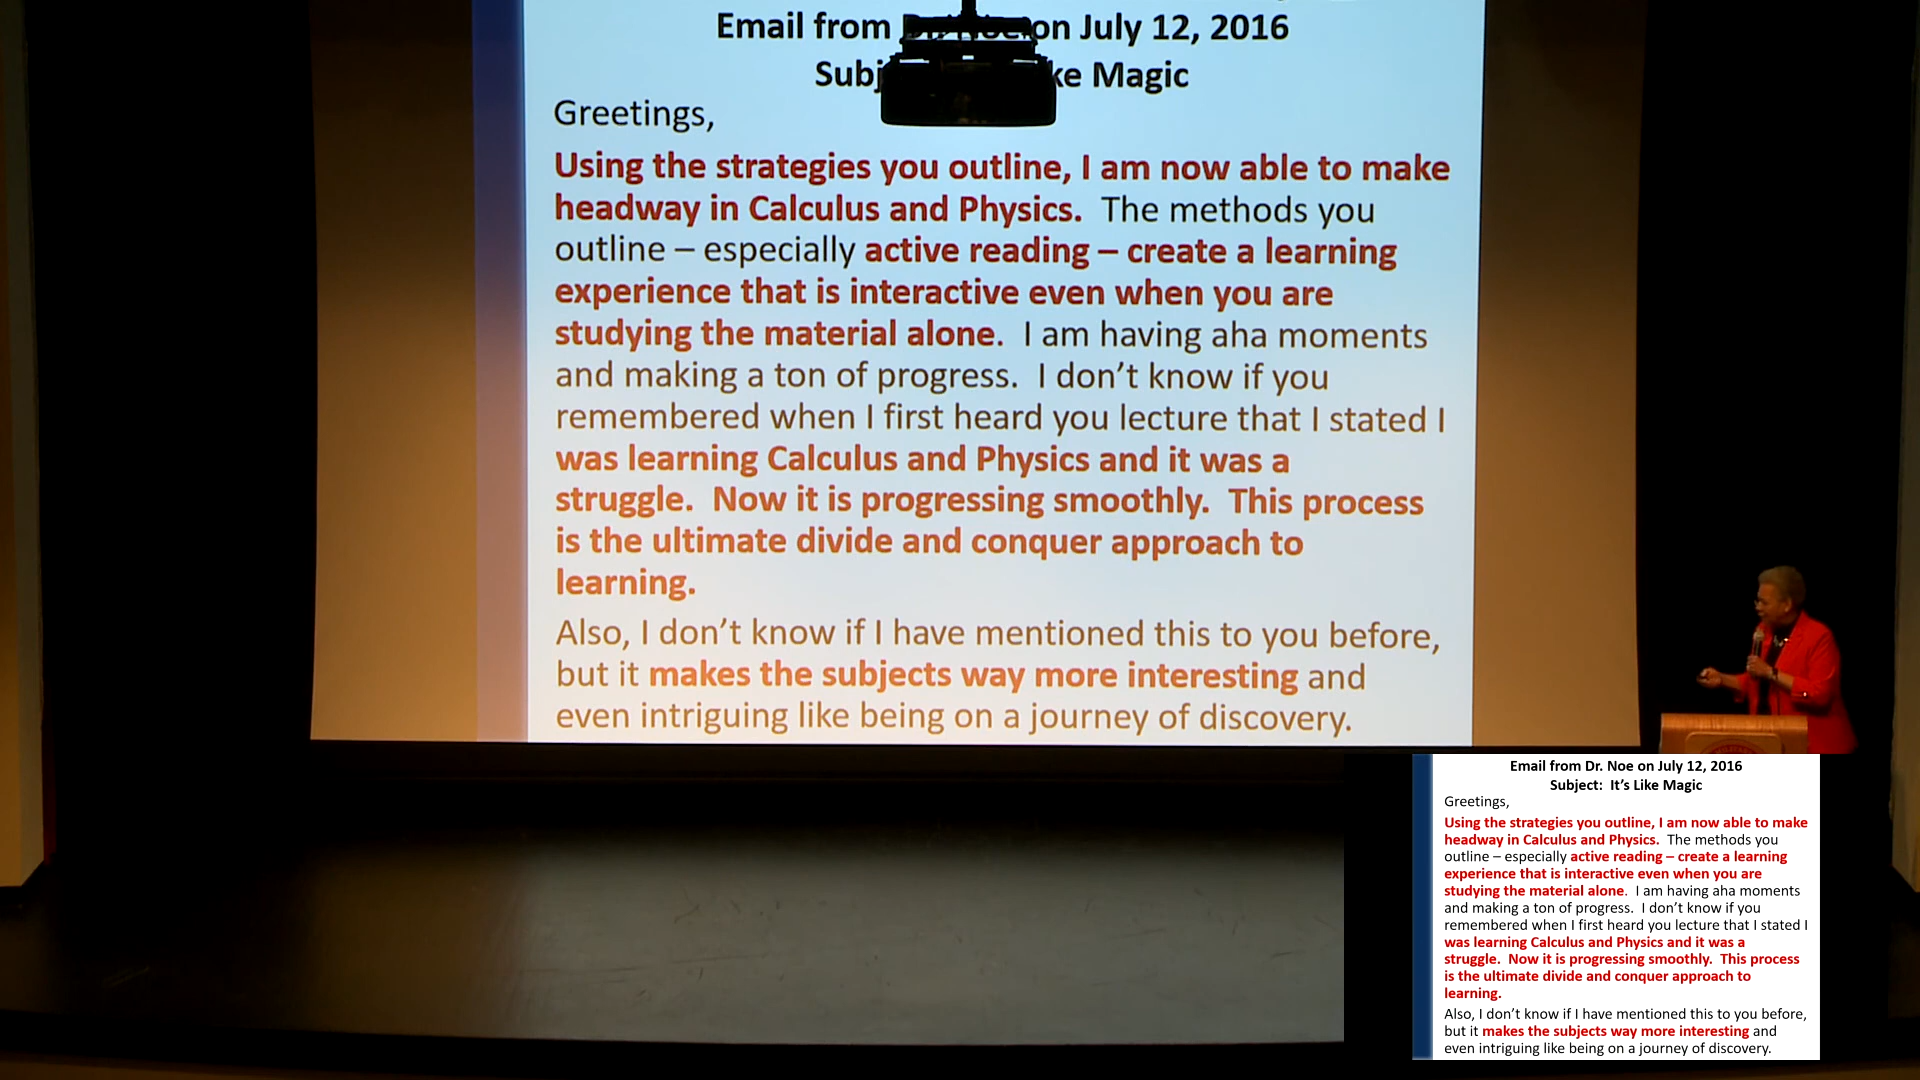 Email from Dr. Noe on July 12, 2016
Subj ke Magic
Greetings,
Using the strategies you outline, I am now able to make
headway in Calculus and Physics.  The methods you
outline – especially active reading – create a learning
experience that is interactive even when you are
studying the material alone.  I am having aha moments
and making a ton of progress.  I don’t know if you
remembered when I first heard you lecture that I stated I
was learning Calculus and Physics and it was a
struggle.  Now it is progressing smoothly.  This process
is the ultimate divide and conquer approach to
learning.
Also, I don’t know if I have mentioned this to you before,
but it makes the subjects way more interesting and
even intriguing like being on a journey of discovery.
Email from Dr. Noe on July 12, 2016
Subject:  It’s Like Magic
Greetings,
Using the strategies you outline, I am now able to make
headway in Calculus and Physics.  The methods you
outline – especially active reading – create a learning
experience that is interactive even when you are
studying the material alone.  I am having aha moments
and making a ton of progress.  I don’t know if you
remembered when I first heard you lecture that I stated I
was learning Calculus and Physics and it was a
struggle.  Now it is progressing smoothly.  This process
is the ultimate divide and conquer approach to
learning.
Also, I don’t know if I have mentioned this to you before,
but it makes the subjects way more interesting and
even intriguing like being on a journey of discovery.